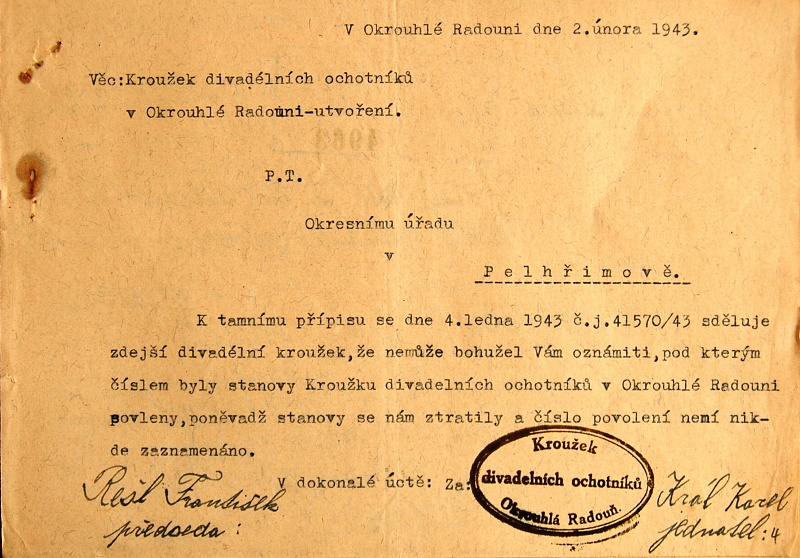 V Okrouhlé Radouni dne 2.února 1943.
Věc:Kroužek divadélních ochotníků
v Okrouhlé Radouni-utvoření.
P.T.
Okresnímu úřadu
v
Pelhřimově.
K tamnímu přípisu se dne 4.ledna 1943 č.j.41570/43 sděluje
zdejší divadélní kroužek,že nemůže bohužel Vám oznámiti,pod kterým
číslem byly stanovy Kroužku divadelních ochotníků v Okrouhlé Radouni
povleny,poněvadž stanovy se nám ztratily a číslo povolení není nik-
de zaznamenáno.
V dokonalé úctě: Za:
Kroužek
divadelních ochotníků
Okrouhlá Radouň.
Rešl František
předseda:
Král Karel
jednatel: